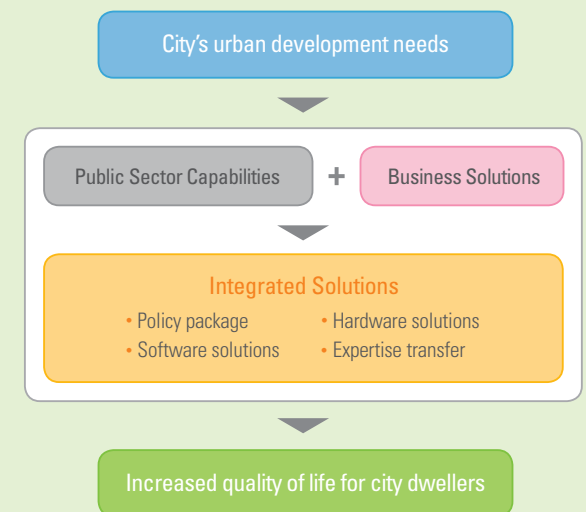 City's urban development needs
Public Sector Capabilities + Business Solutions
Integrated Solutions
• Policy package • Hardware solutions
• Software solutions • Expertise transfer
Increased quality of life for city dwellers